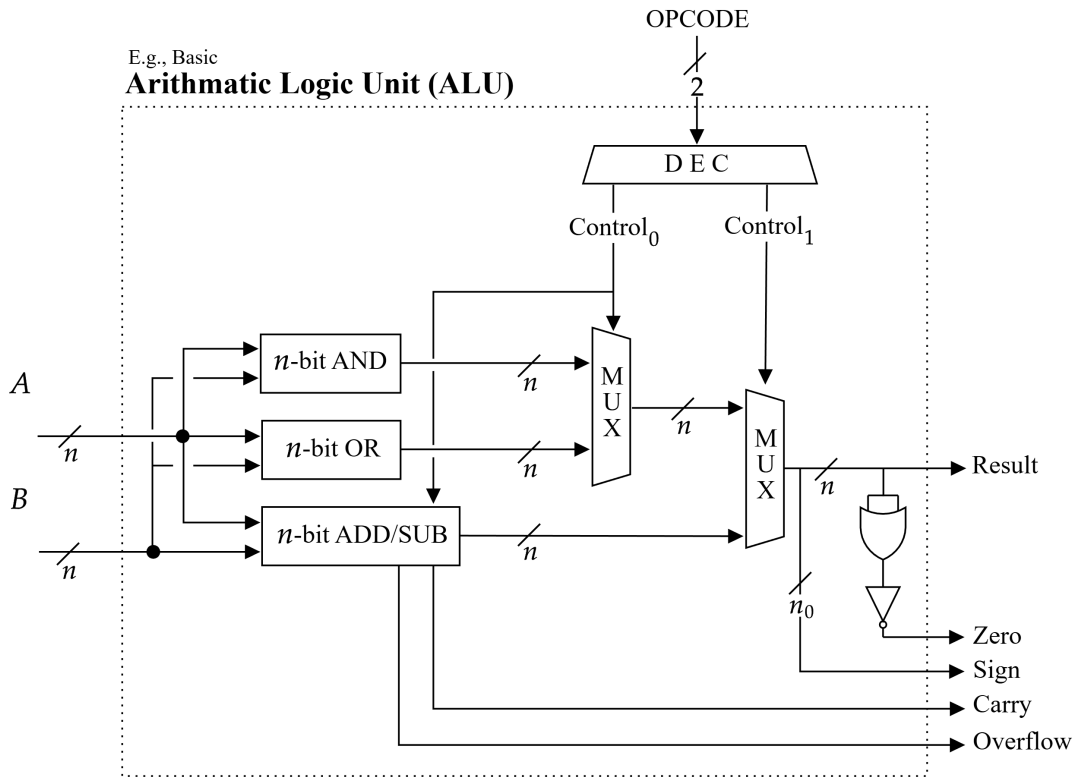 OPCODE
E.g., Basic
Arithmatic Logic Unit (ALU)
2
D E C
Control₀
Control₁
n-bit AND
n
M
U
X
A
n
n-bit OR
n
n
M
U
X
n
Result
B
n
n-bit ADD/SUB
n
n₀
Zero
Sign
Carry
Overflow